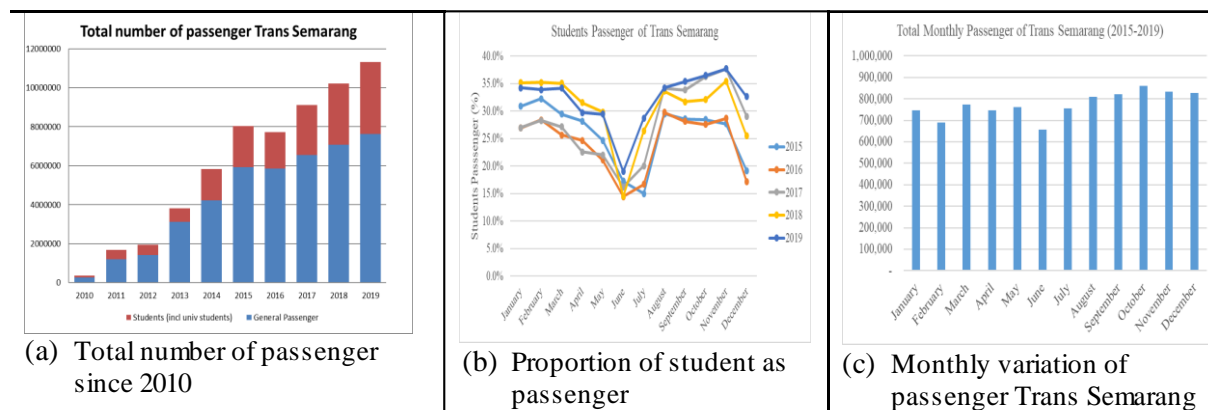 Total number of passenger Trans Semarang
12000000
10000000
8000000
6000000
4000000
2000000
0
2010 2011 2012 2013 2014 2015 2016 2017 2018 2019
Students (incl univ students) General Passenger
(a) Total number of passenger
since 2010
Students Passenger of Trans Semarang
Students Passsenger (%)
40.0%
35.0%
30.0%
25.0%
20.0%
15.0%
10.0%
5.0%
0.0%
January February March April May June July August September October November December
2015
2016
2017
2018
2019
(b) Proportion of student as
passenger
Total Monthly Passenger of Trans Semarang (2015-2019)
1,000,000
900,000
800,000
700,000
600,000
500,000
400,000
300,000
200,000
100,000
-
January February March April May June July August September October November December
(c) Monthly variation of
passenger Trans Semarang